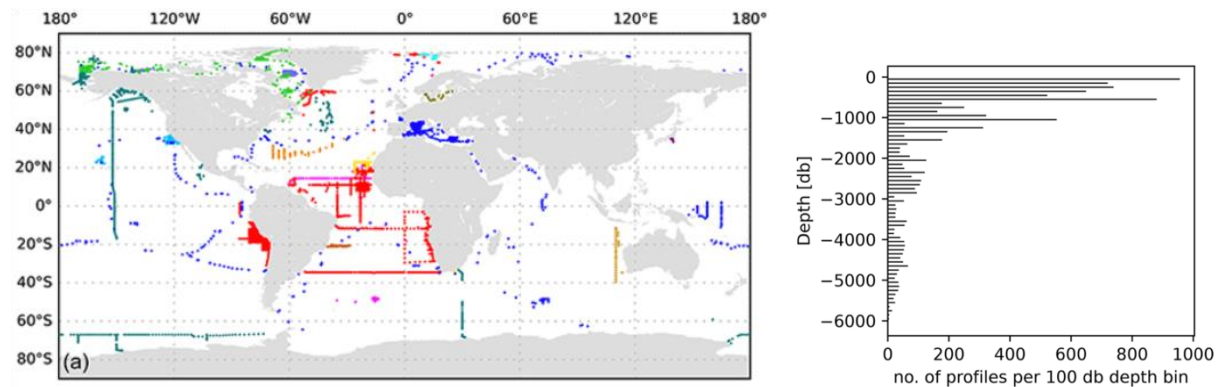 180° 120°W 60°W 0° 60°E 120°E 180°
80°N
60°N
40°N
20°N
0°
20°S
40°S
60°S
80°S
(a)
0
−1000
−2000
−3000
−4000
−5000
−6000
Depth [db]
0 200 400 600 800 1000
no. of profiles per 100 db depth bin